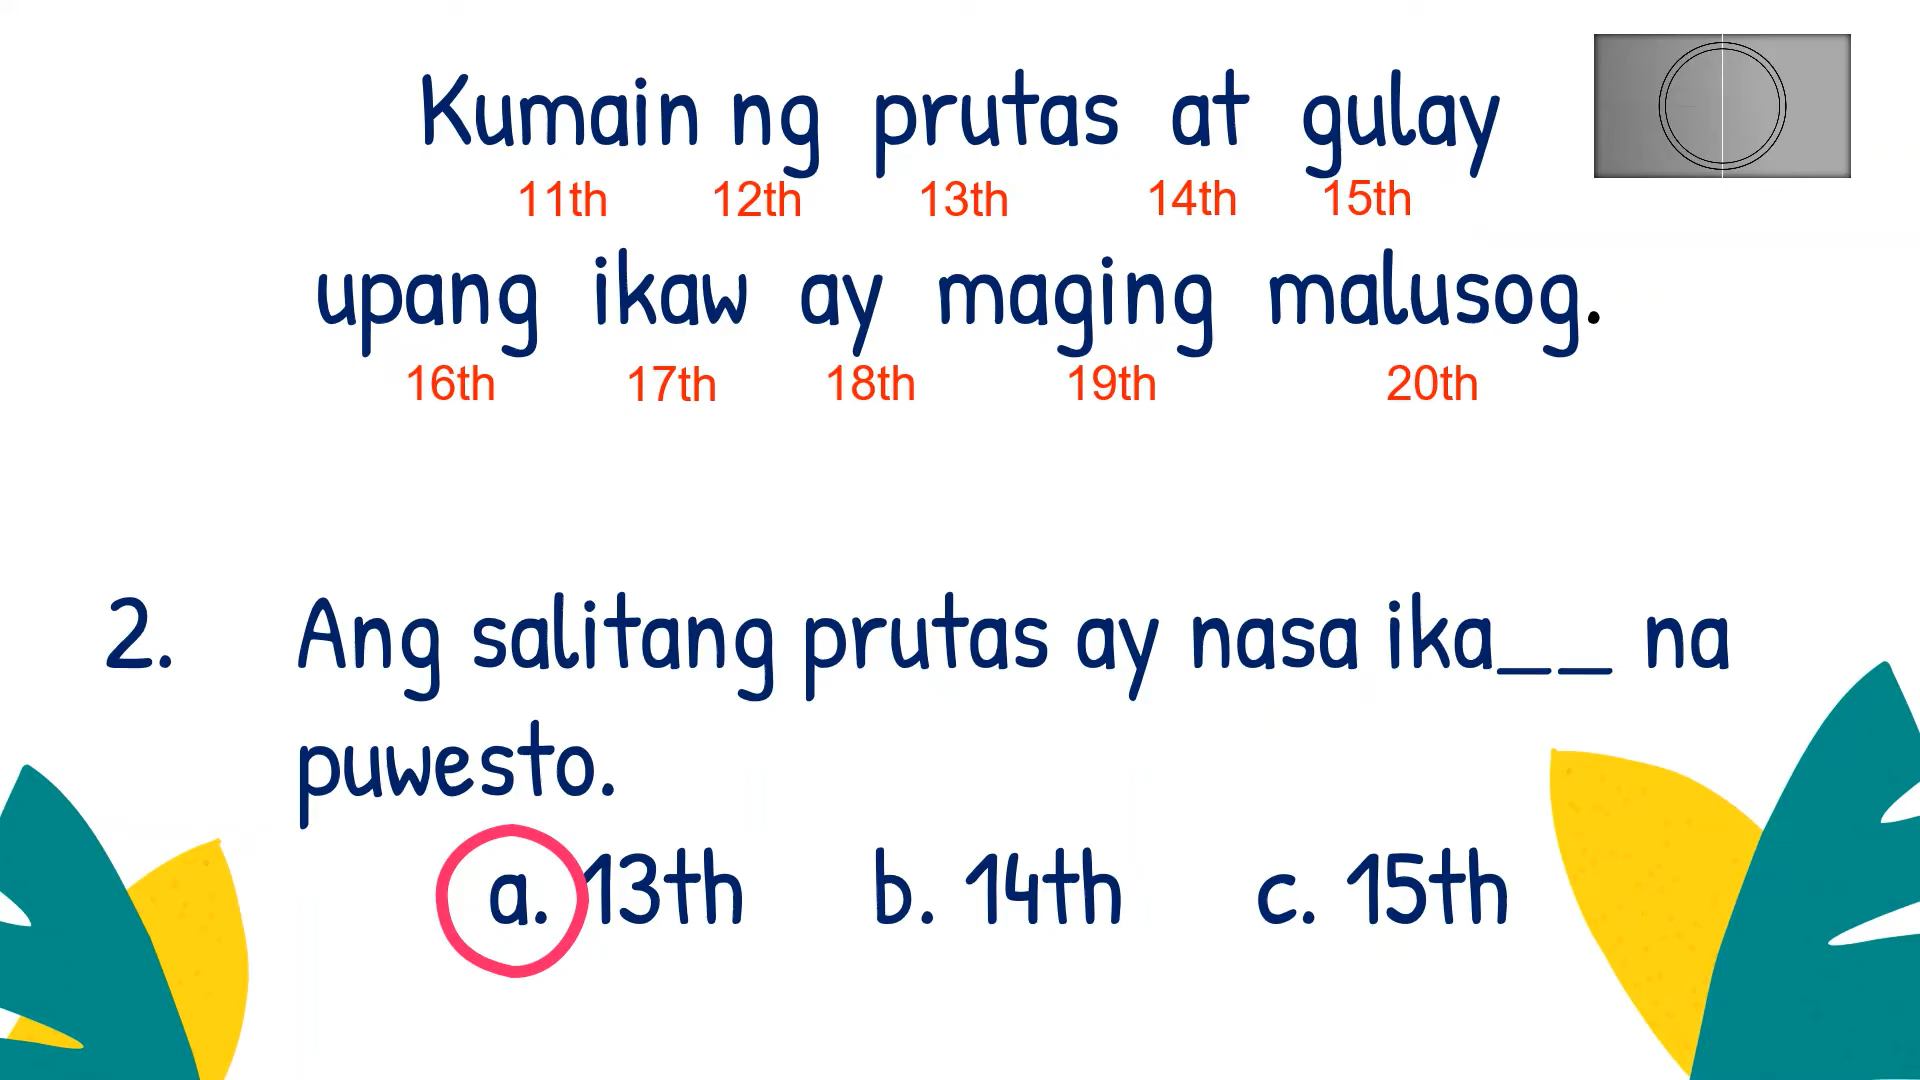 Kumain ng prutas at gulay
11th 12th 13th 14th 15th
upang ikaw ay maging malusog.
16th 17th 18th 19th 20th
2. Ang salitang prutas ay nasa ika__ na
puwesto.
a. 13th b. 14th c. 15th